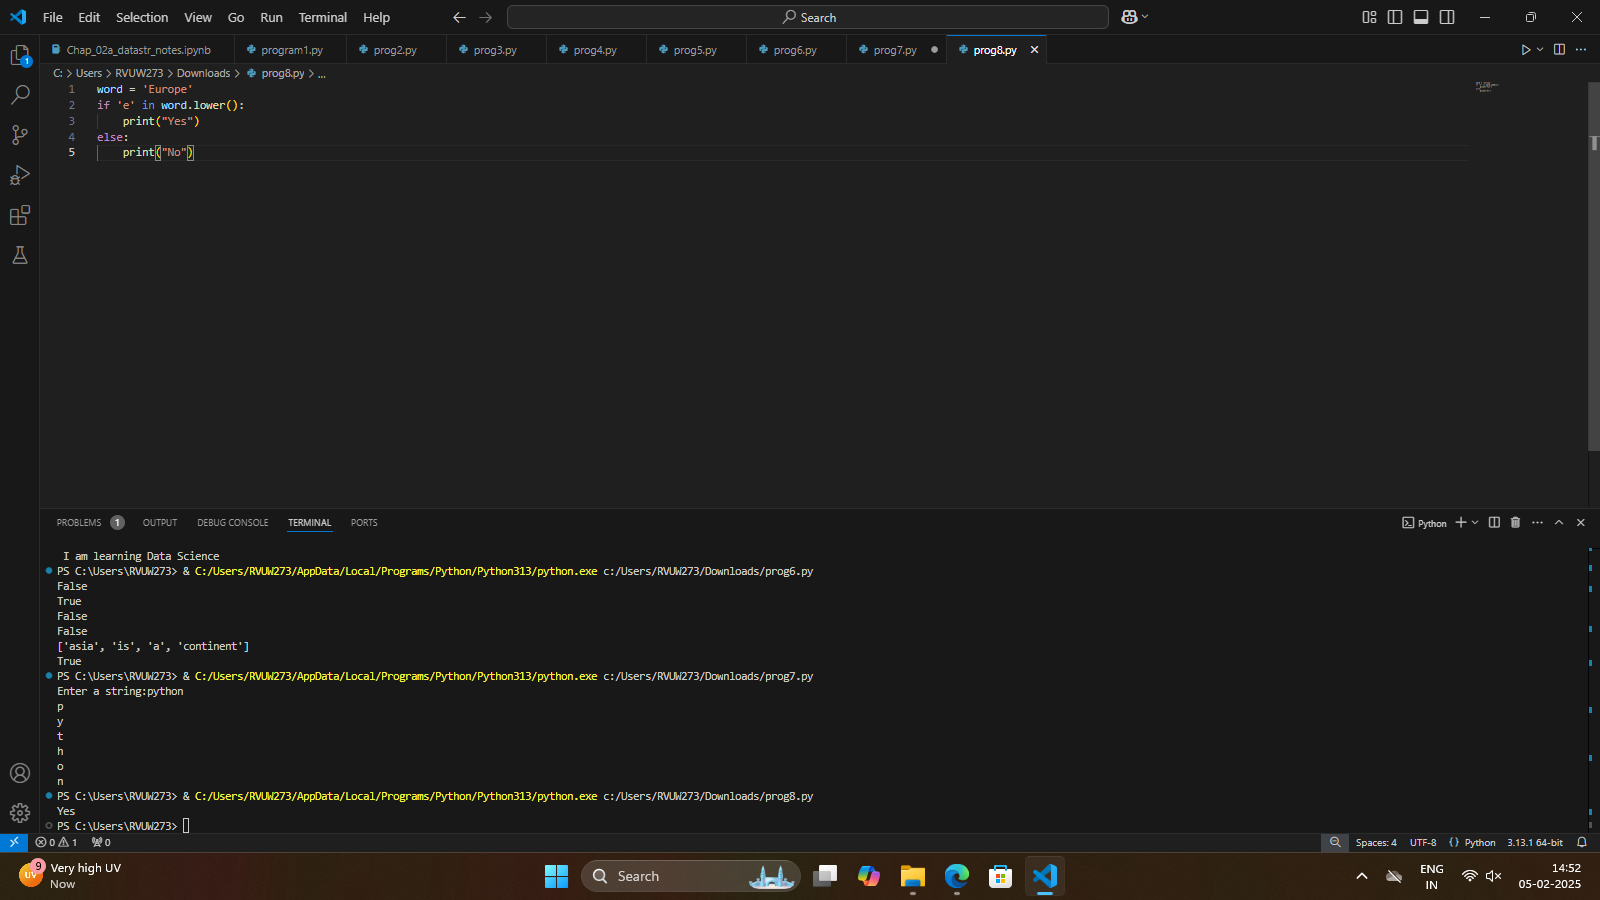 File Edit Selection View Go Run Terminal Help
Search
Chap_02a_datastr_notes.ipynb program1.py prog2.py prog3.py prog4.py prog5.py prog6.py prog7.py prog8.py
C: > Users > RVUW273 > Downloads > prog8.py > ...
1 word = 'Europe'
2 if 'e' in word.lower():
3 print("Yes")
4 else:
5 print("No")
1
PROBLEMS 1 OUTPUT DEBUG CONSOLE TERMINAL PORTS
Python
I am learning Data Science
PS C:\Users\RVUW273> & C:/Users/RVUW273/AppData/Local/Programs/Python/Python313/python.exe c:/Users/RVUW273/Downloads/prog6.py
False
True
False
False
['asia', 'is', 'a', 'continent']
True
PS C:\Users\RVUW273> & C:/Users/RVUW273/AppData/Local/Programs/Python/Python313/python.exe c:/Users/RVUW273/Downloads/prog7.py
Enter a string:python
p
y
t
h
o
n
PS C:\Users\RVUW273> & C:/Users/RVUW273/AppData/Local/Programs/Python/Python313/python.exe c:/Users/RVUW273/Downloads/prog8.py
Yes
PS C:\Users\RVUW273>
0 1 0 Spaces: 4 UTF-8 {} Python 3.13.1 64-bit
UV 9 Very high UV
Now
Search
ENG
IN
14:52
05-02-2025